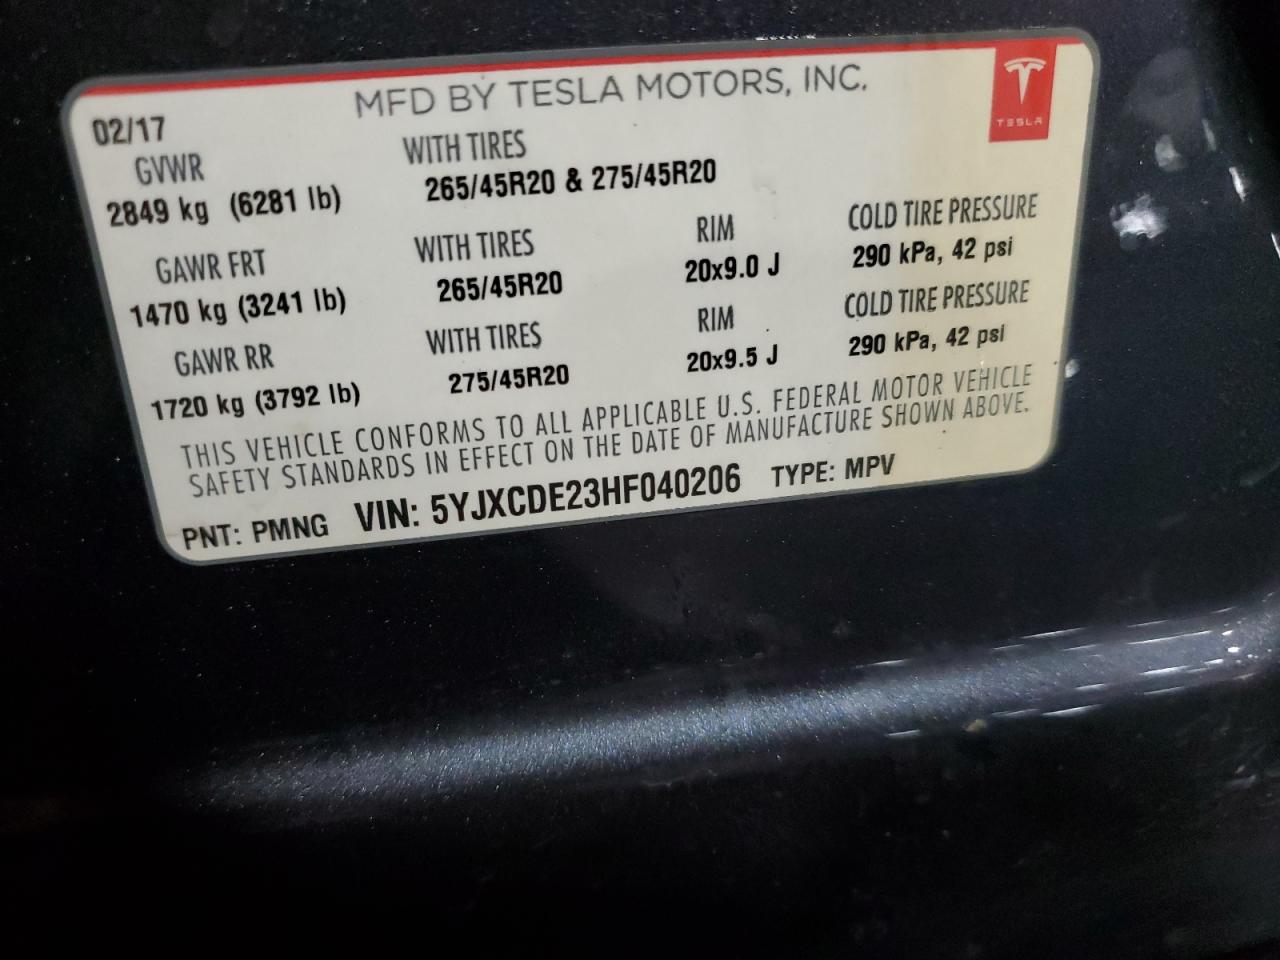 MFD BY TESLA MOTORS, INC.
TESLA
02/17
GVWR WITH TIRES
2849 kg (6281 lb) 265/45R20 & 275/45R20
GAWR FRT WITH TIRES RIM COLD TIRE PRESSURE
1470 kg (3241 lb) 265/45R20 20x9.0 J 290 kPa, 42 psi
GAWR RR WITH TIRES RIM COLD TIRE PRESSURE
1720 kg (3792 lb) 275/45R20 20x9.5 J 290 kPa, 42 psi
THIS VEHICLE CONFORMS TO ALL APPLICABLE U.S. FEDERAL MOTOR VEHICLE
SAFETY STANDARDS IN EFFECT ON THE DATE OF MANUFACTURE SHOWN ABOVE.
PNT: PMNG VIN: 5YJXCDE23HF040206 TYPE: MPV